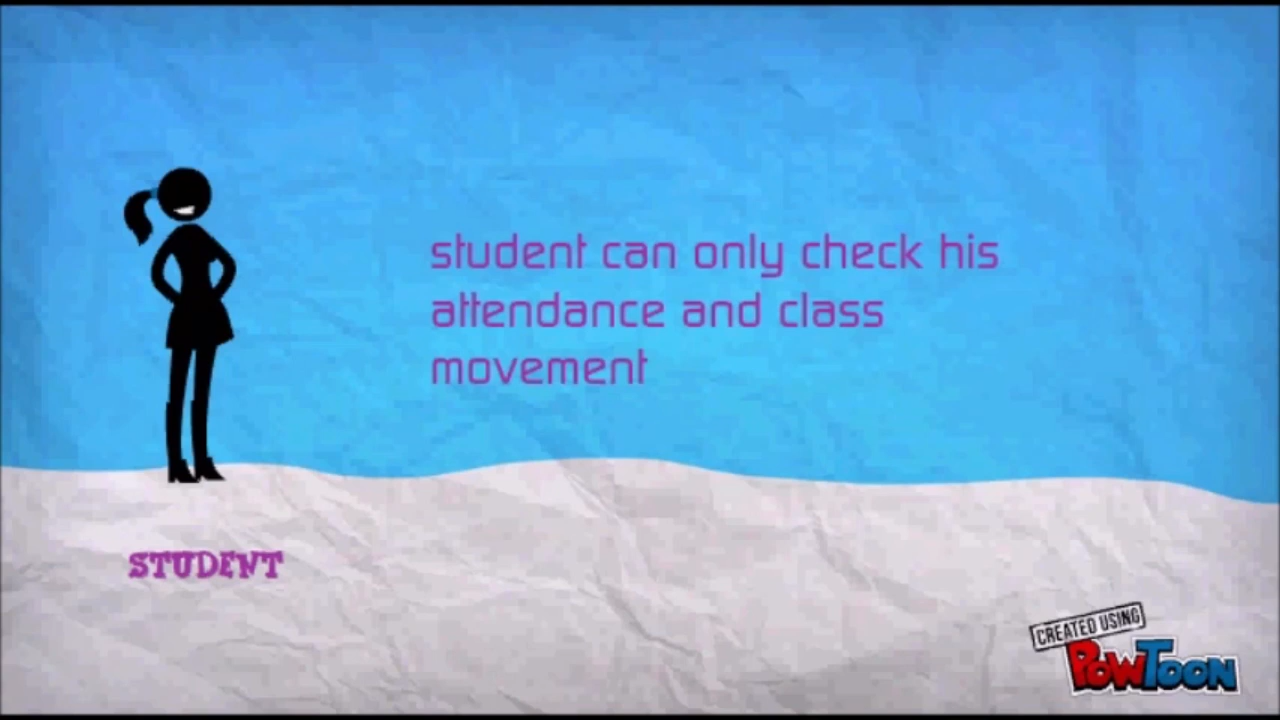 student can only check his
attendance and class
movement
STUDENT
CREATED USING
POWTOON